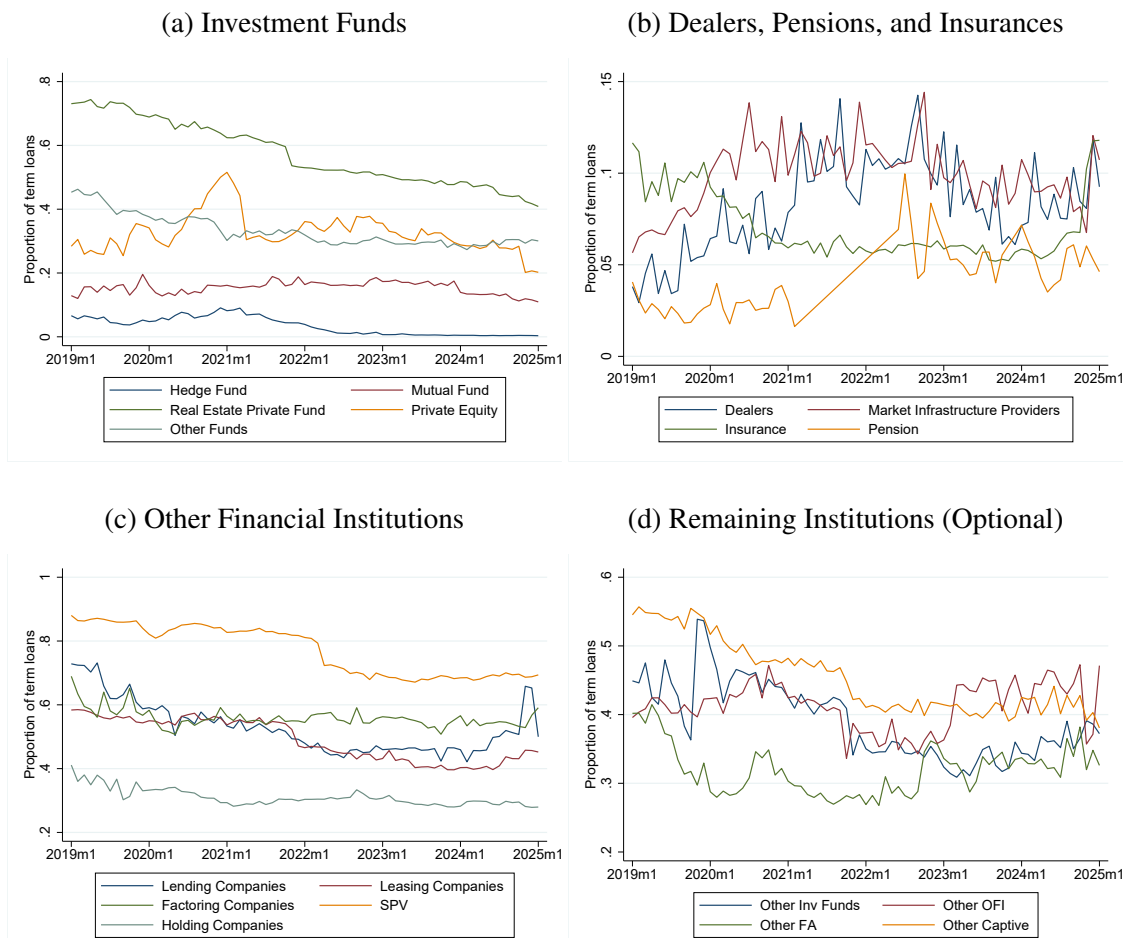 (a) Investment Funds
Proportion of term loans
.8
.6
.4
.2
0
2019m1 2020m1 2021m1 2022m1 2023m1 2024m1 2025m1
Hedge Fund Mutual Fund
Real Estate Private Fund Private Equity
Other Funds
(b) Dealers, Pensions, and Insurances
Proportion of term loans
.15
.1
.05
0
2019m1 2020m1 2021m1 2022m1 2023m1 2024m1 2025m1
Dealers Market Infrastructure Providers
Insurance Pension
(c) Other Financial Institutions
Proportion of term loans
1
.8
.6
.4
.2
2019m1 2020m1 2021m1 2022m1 2023m1 2024m1 2025m1
Lending Companies Leasing Companies
Factoring Companies SPV
Holding Companies
(d) Remaining Institutions (Optional)
Proportion of term loans
.6
.5
.4
.3
.2
2019m1 2020m1 2021m1 2022m1 2023m1 2024m1 2025m1
Other Inv Funds Other OFI
Other FA Other Captive